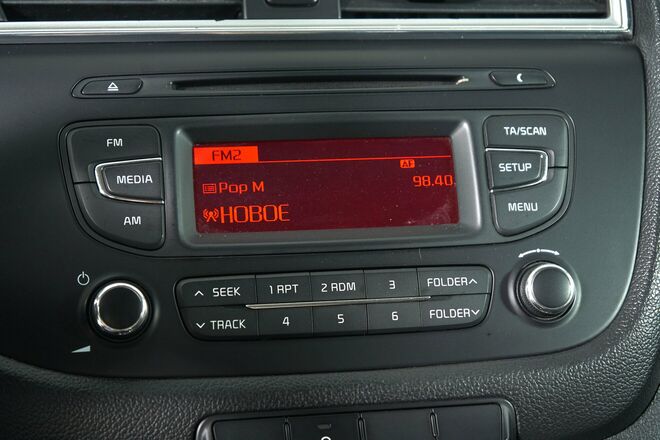 FM2
AF
Pop M 98.40
HOBOE
FM
MEDIA
AM
TA/SCAN
SETUP
MENU
SEEK 1 RPT 2 RDM 3 FOLDER
TRACK 4 5 6 FOLDER